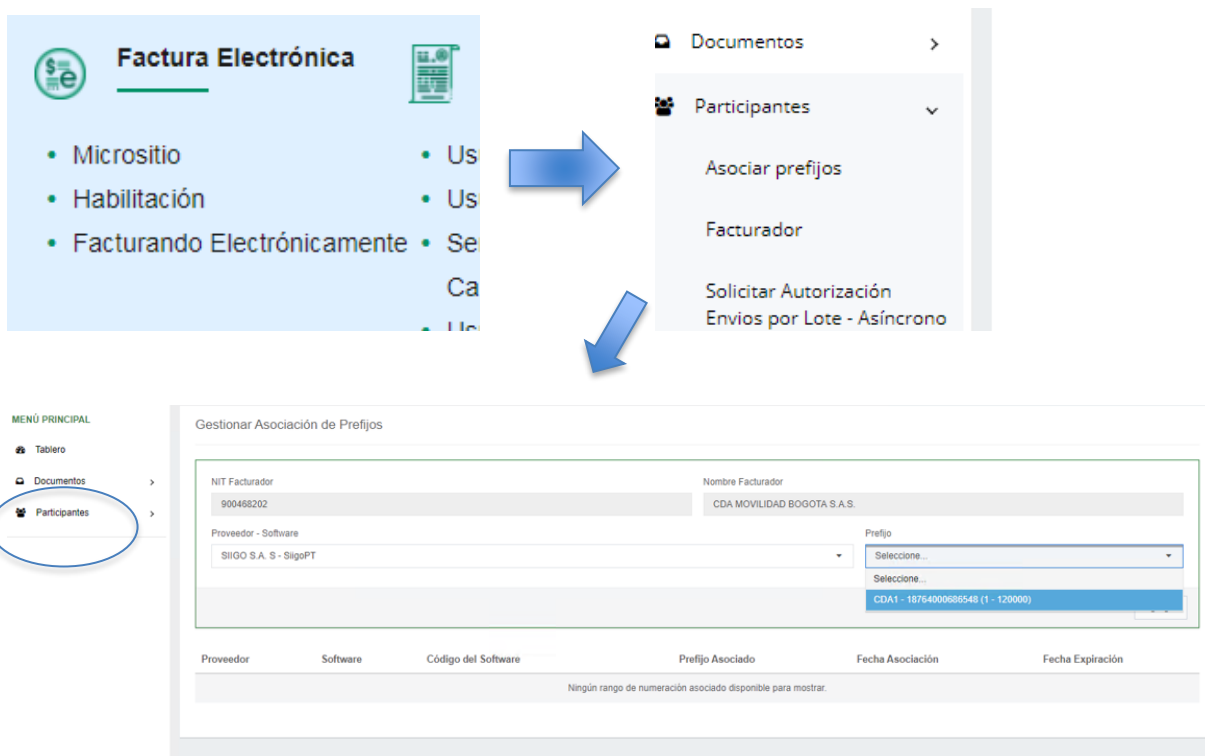 Factura Electrónica
Micrositio
Habilitación
Facturando Electrónicamente
Documentos
Participantes
Asociar prefijos
Facturador
Solicitar Autorización
Envios por Lote - Asíncrono
MENÚ PRINCIPAL
Tablero
Documentos
Participantes
Gestionar Asociación de Prefijos
NIT Facturador
Nombre Facturador
900468202
CDA MOVILIDAD BOGOTA S.A.S.
Proveedor - Software
Prefijo
SIIGO S.A. S - SiigoPT
Seleccione...
Seleccione...
CDA1 - 18764000686548 (1 - 120000)
Proveedor Software Código del Software Prefijo Asociado Fecha Asociación Fecha Expiración
Ningún rango de numeración asociado disponible para mostrar.